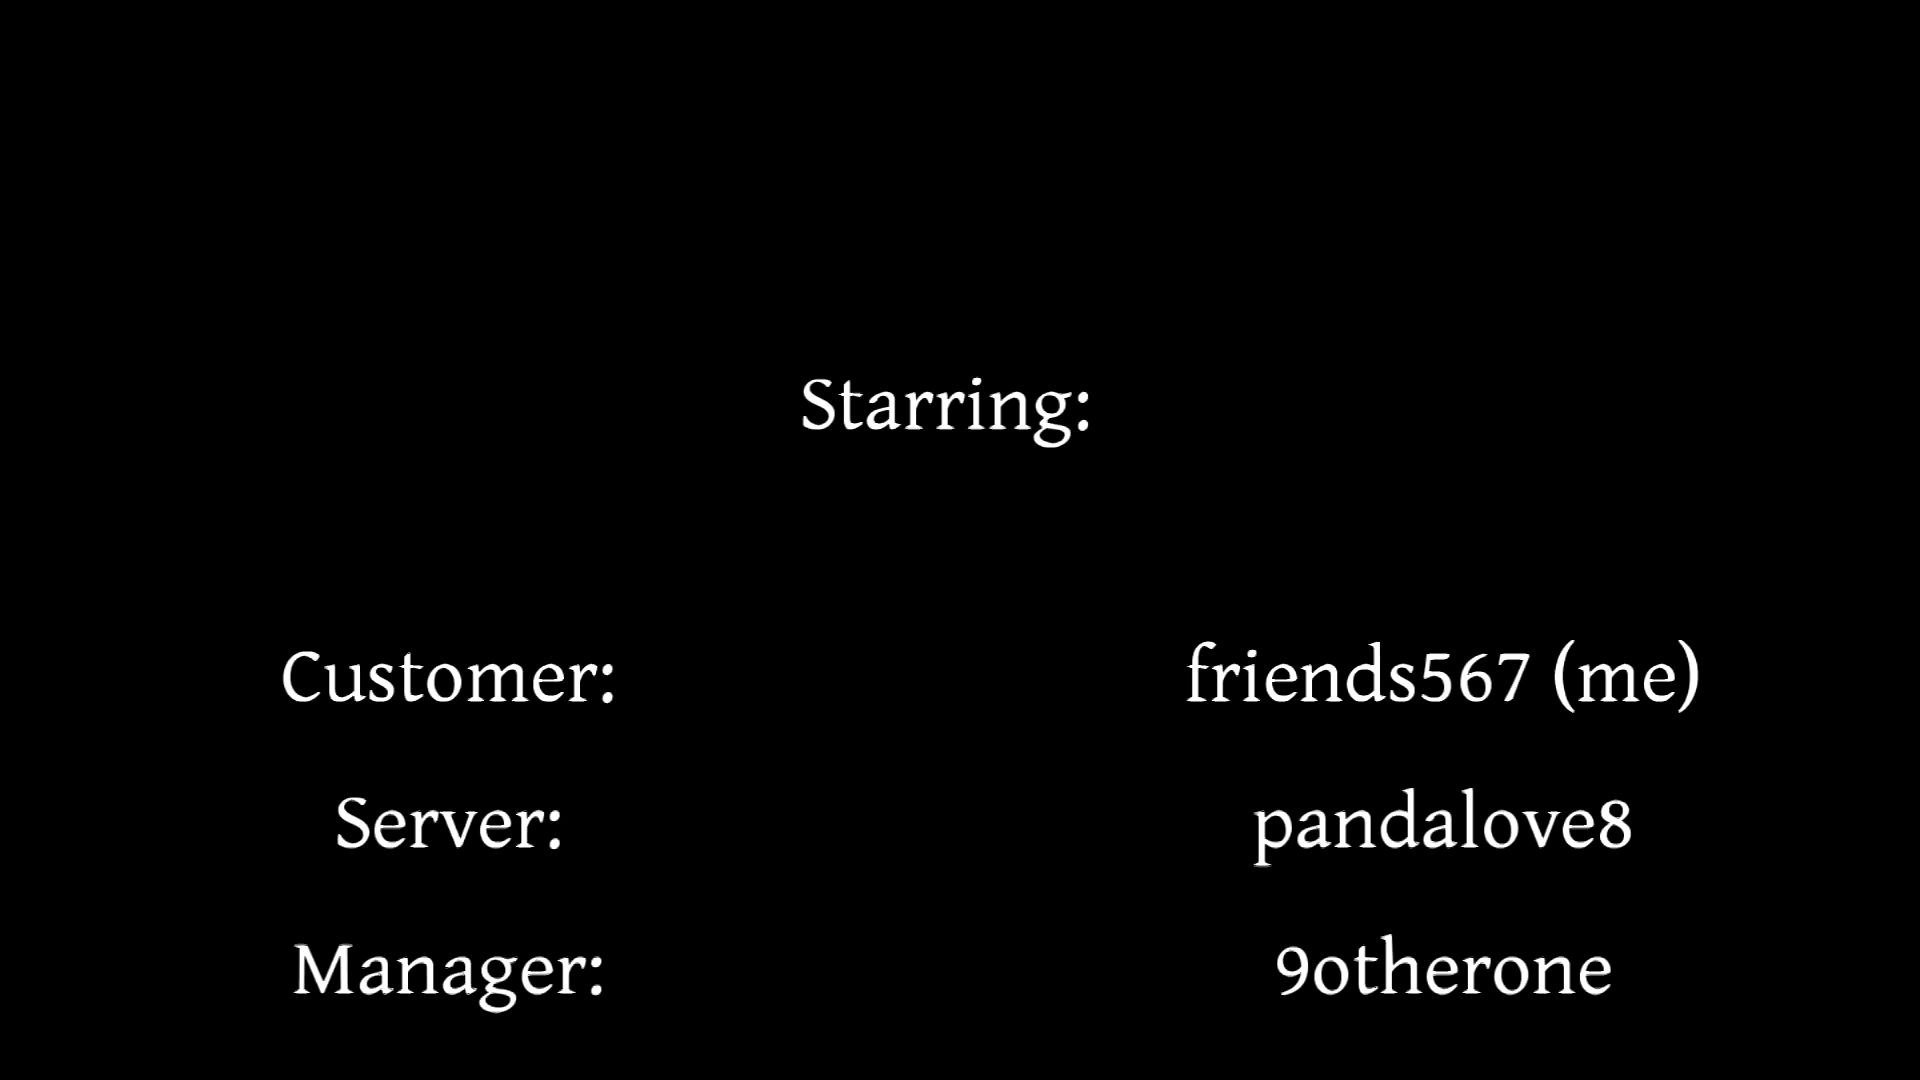 Starring:
Customer: friends567 (me)
Server: pandalove8
Manager: 9otherone